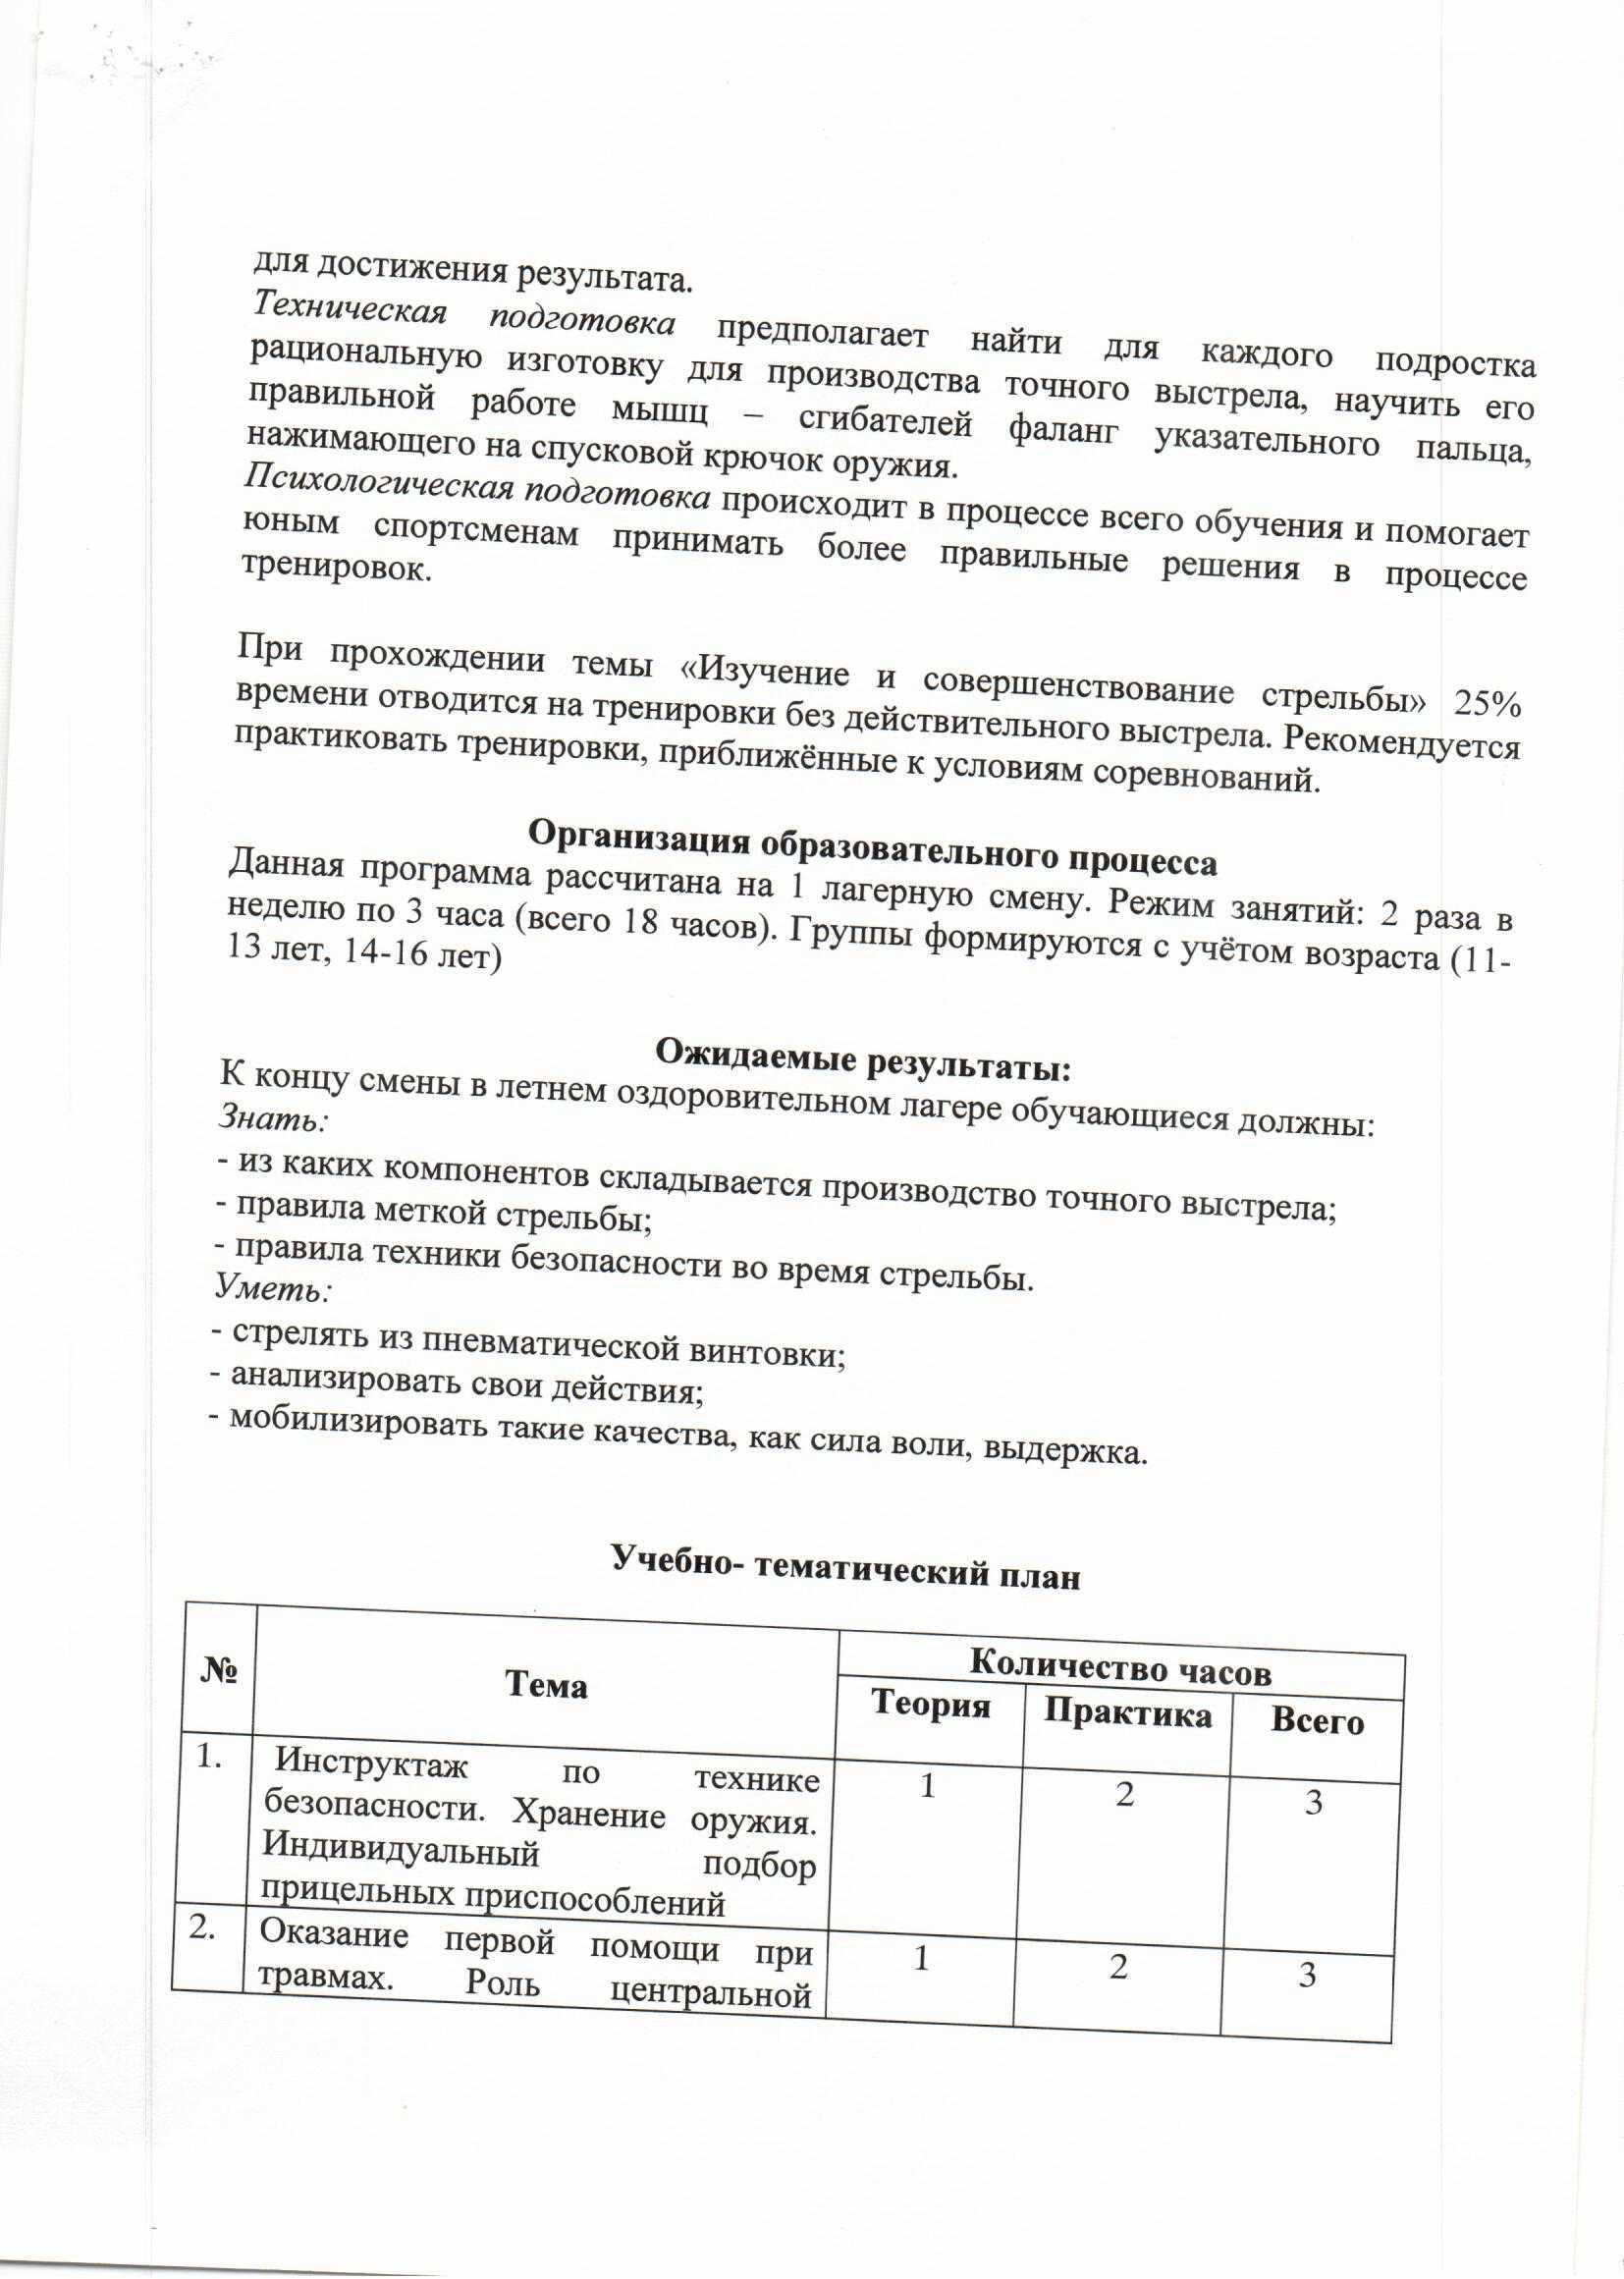 для достижения результата.
Техническая подготовка предполагает найти для каждого подростка
рациональную изготовку для производства точного выстрела, научить его
правильной работе мышц – сгибателей фаланг указательного пальца,
нажимающего на спусковой крючок оружия.
Психологическая подготовка происходит в процессе всего обучения и помогает
юным спортсменам принимать более правильные решения в процессе
тренировок.
При прохождении темы «Изучение и совершенствование стрельбы» 25%
времени отводится на тренировки без действительного выстрела. Рекомендуется
практиковать тренировки, приближённые к условиям соревнований.
Организация образовательного процесса
Данная программа рассчитана на 1 лагерную смену. Режим занятий: 2 раза в
неделю по 3 часа (всего 18 часов). Группы формируются с учётом возраста (11-
13 лет, 14-16 лет)
Ожидаемые результаты:
К концу смены в летнем оздоровительном лагере обучающиеся должны:
Знать:
- из каких компонентов складывается производство точного выстрела;
- правила меткой стрельбы;
- правила техники безопасности во время стрельбы.
Уметь:
- стрелять из пневматической винтовки;
- анализировать свои действия;
- мобилизировать такие качества, как сила воли, выдержка.
Учебно- тематический план
№ Тема Количество часов
Теория Практика Всего
1. Инструктаж по технике 1 2 3
безопасности. Хранение оружия.
Индивидуальный подбор
прицельных приспособлений
2. Оказание первой помощи при 1 2 3
травмах. Роль центральной